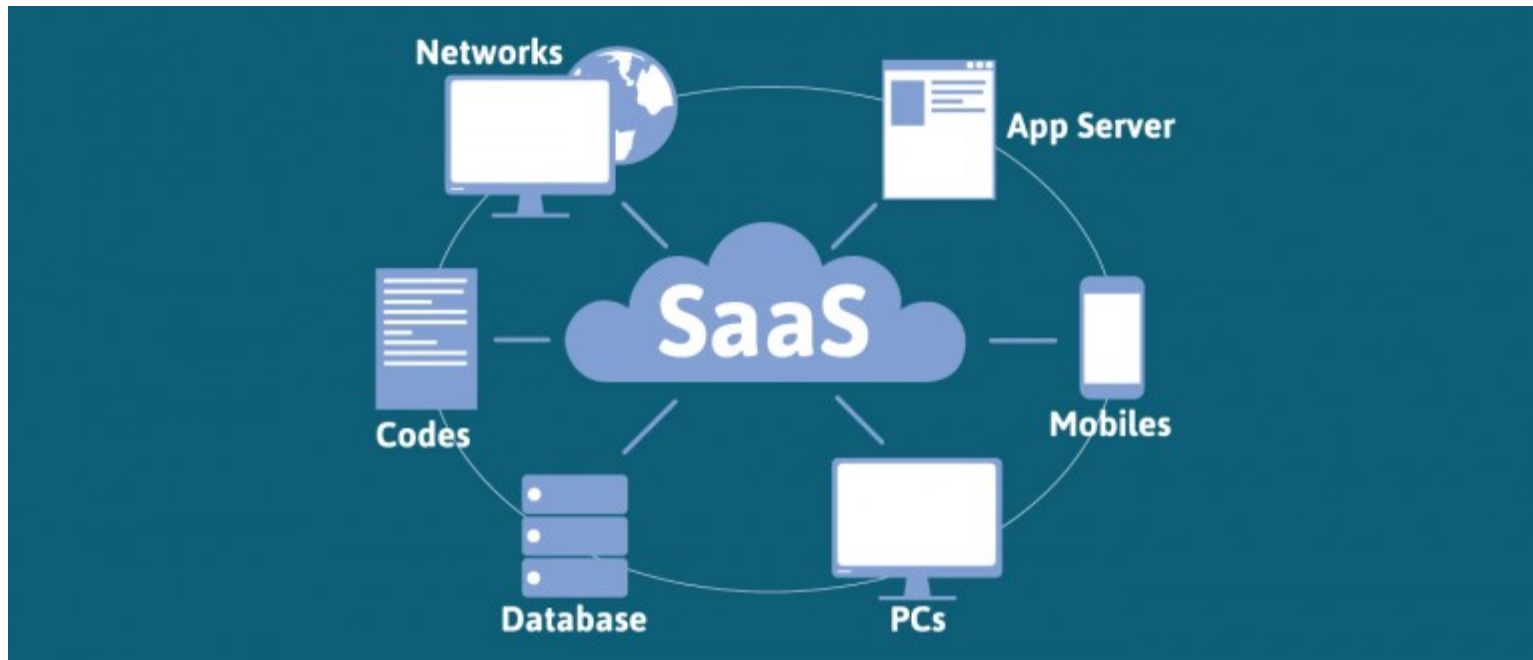 Networks
App Server
SaaS
Codes
Mobiles
Database
PCs